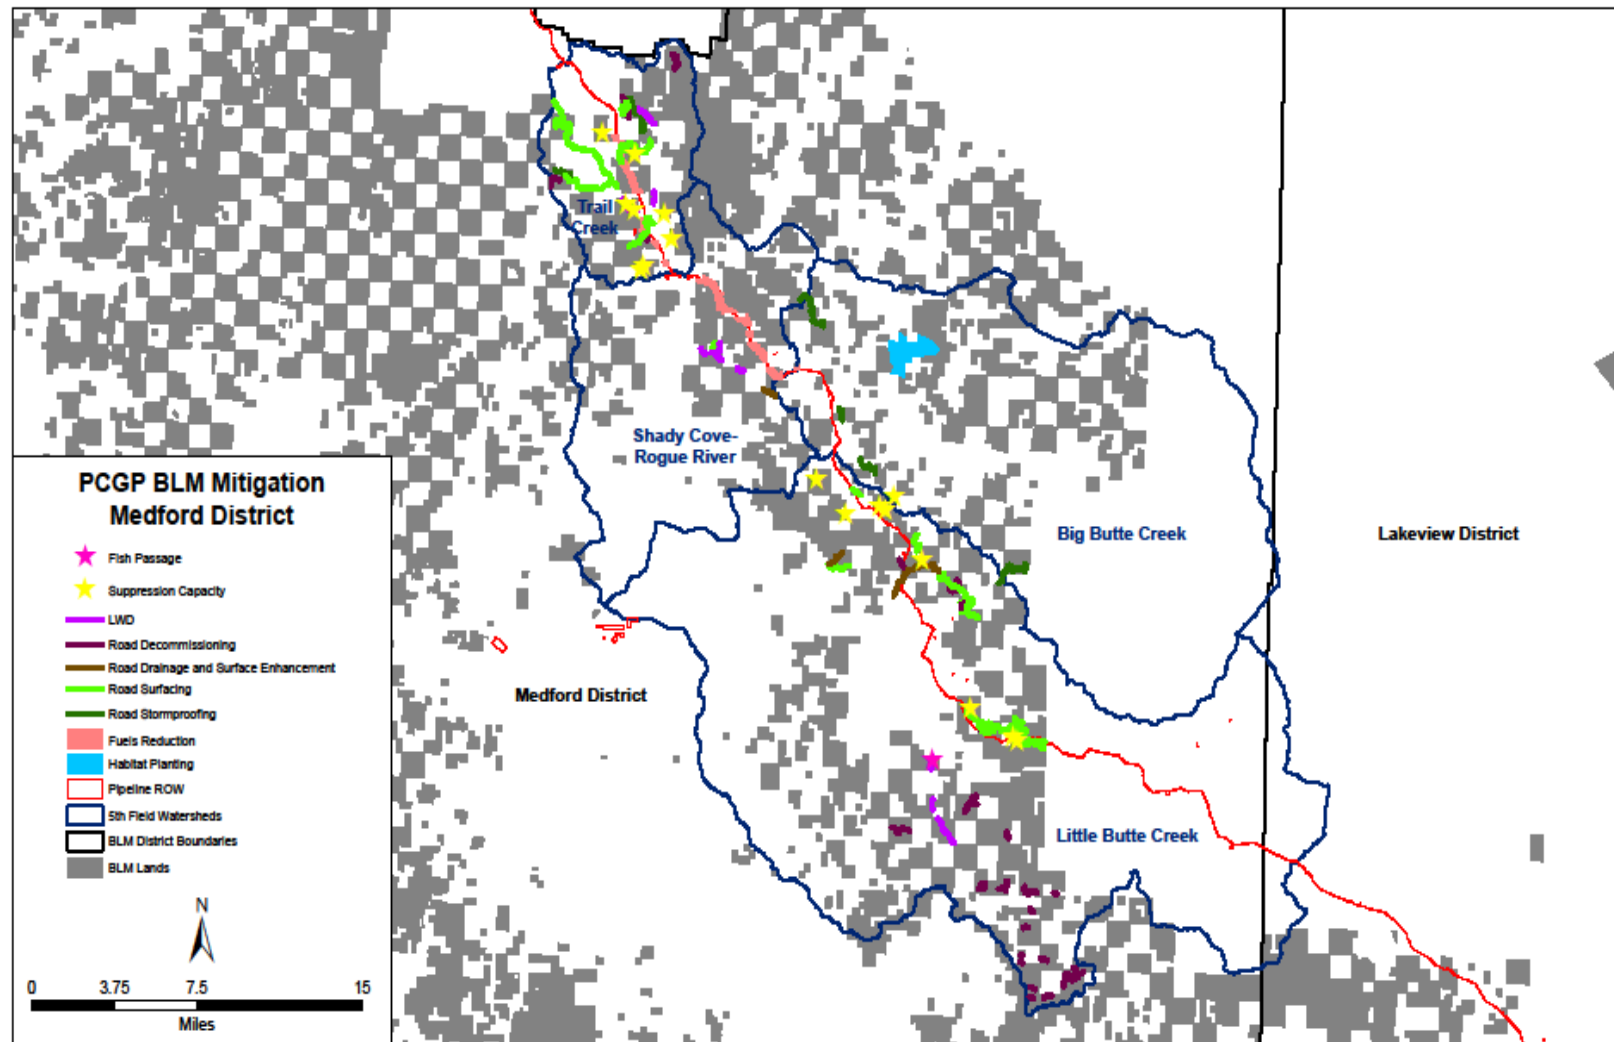 Trail
Creek
Shady Cove-
Rogue River
Big Butte Creek
Lakeview District
Medford District
Little Butte Creek
PCGP BLM Mitigation
Medford District
Fish Passage
Suppression Capacity
LWD
Road Decommissioning
Road Drainage and Surface Enhancement
Road Surfacing
Road Stormproofing
Fuels Reduction
Habitat Planting
Pipeline ROW
5th Field Watersheds
BLM District Boundaries
BLM Lands
N
0 3.75 7.5 15
Miles